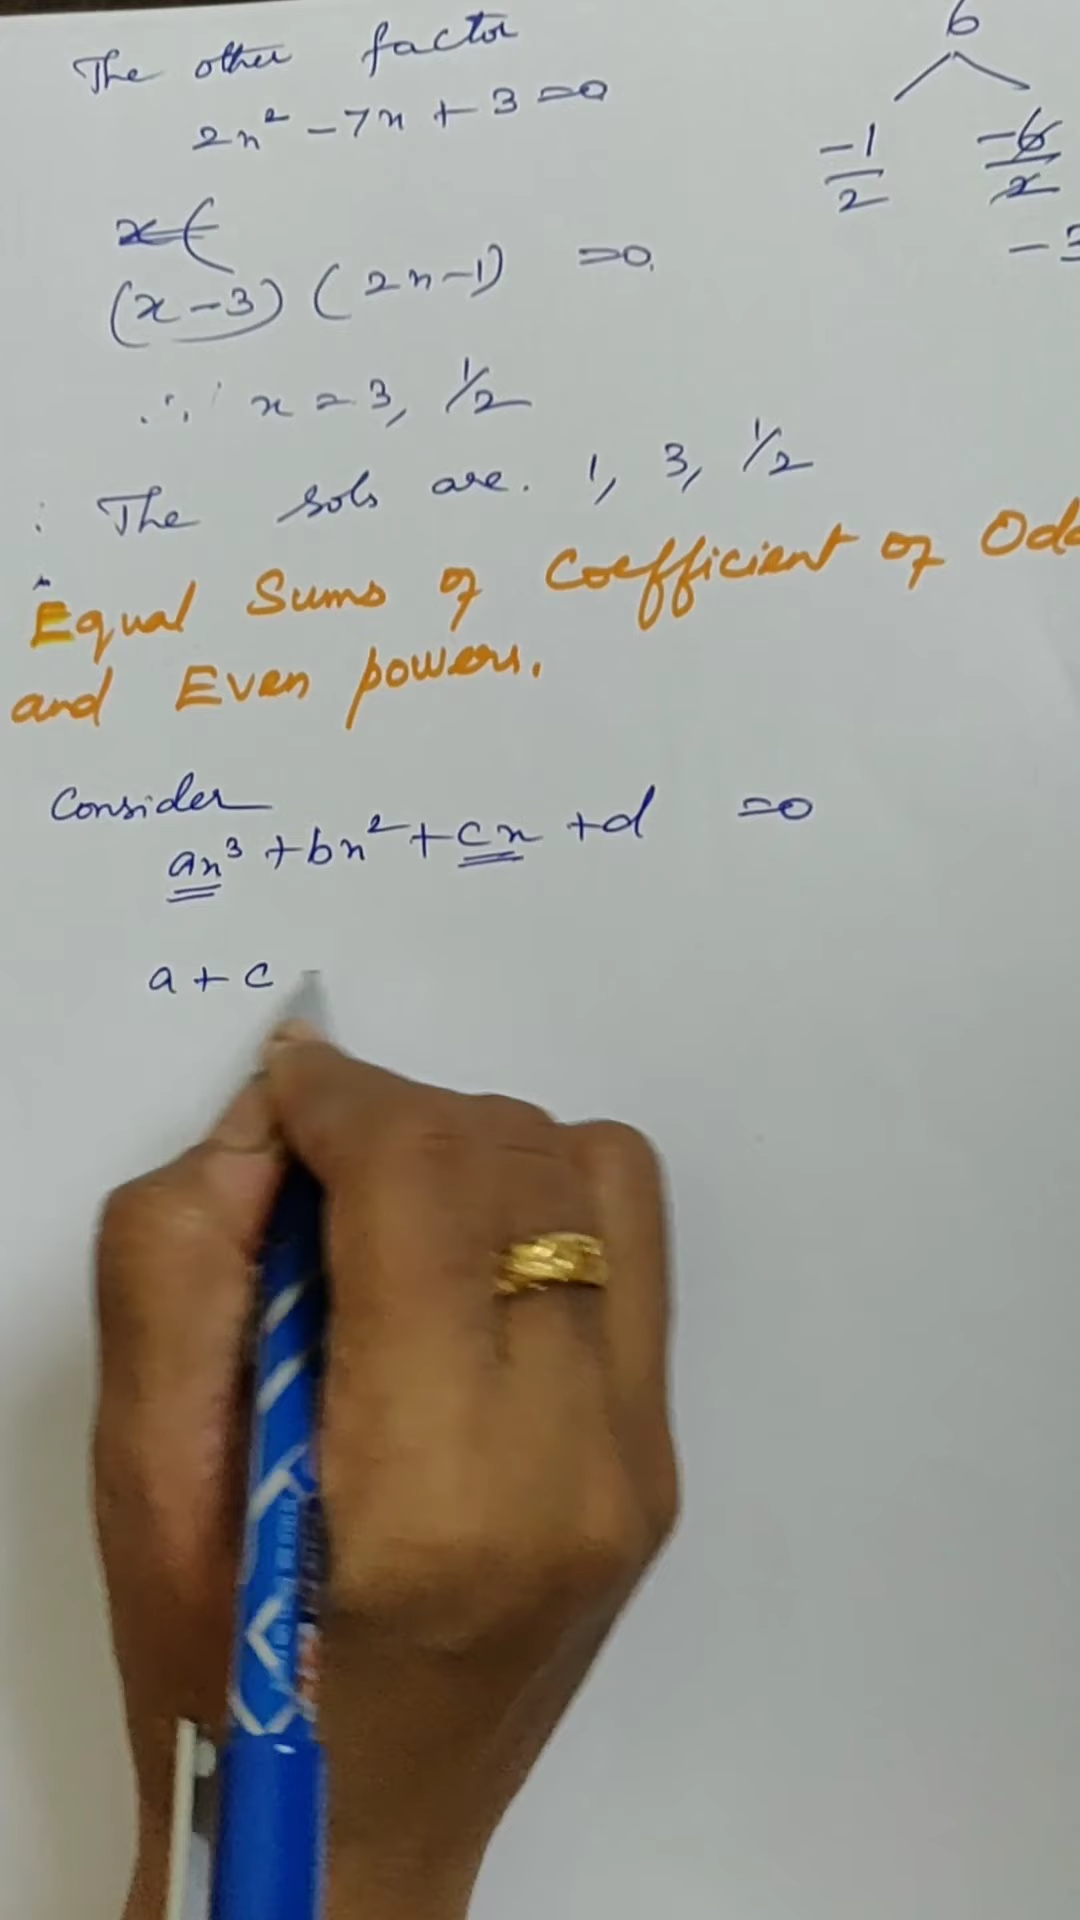 The other factor
2x² - 7x + 3 = 0
x(
(x - 3) (2x - 1) = 0.
∴ x = 3, 1/2
: The sols are. 1, 3, 1/2
6
-1/2
-6/2
-3
Equal Sums of Coefficient of Odd
and Even powers.
Consider
ax³ + bx² + cx + d = 0
a + c